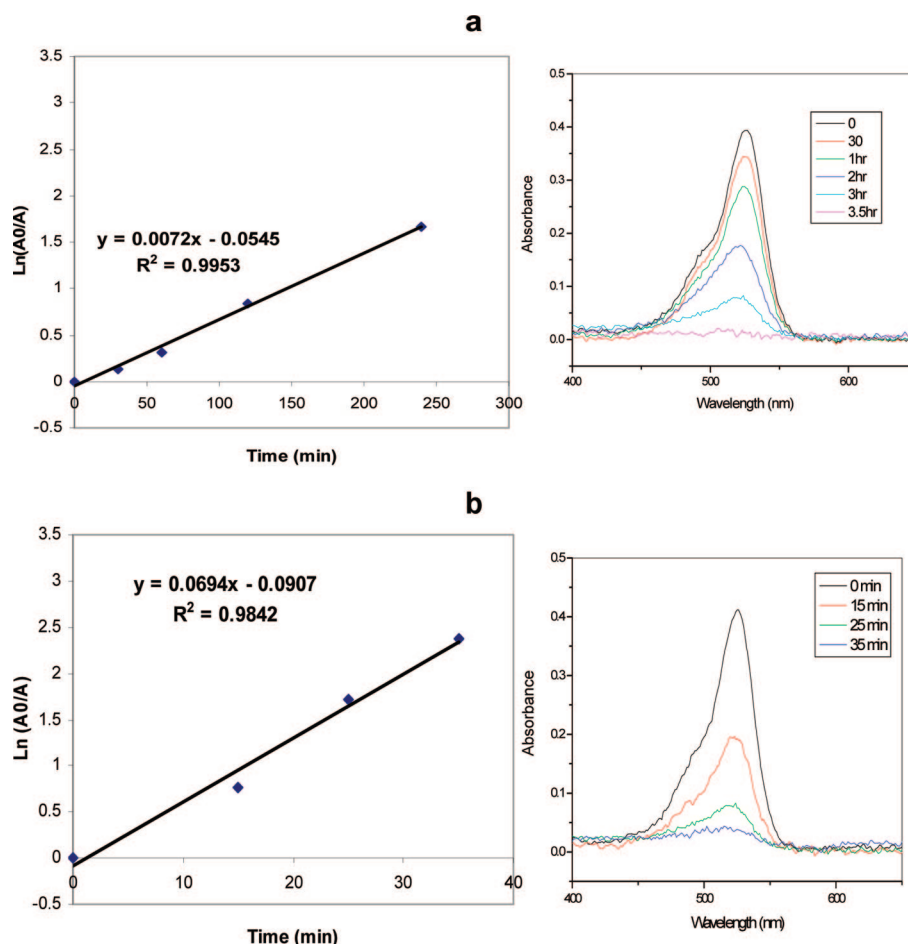 a
3.5
3
2.5
2
1.5
1
0.5
0
-0.5
Ln(A0/A)
y = 0.0072x - 0.0545
R² = 0.9953
0 50 100 150 200 250 300
Time (min)
0.5
0.4
0.3
0.2
0.1
0.0
Absorbance
0
30
1hr
2hr
3hr
3.5hr
400 500 600
Wavelength (nm)
b
3.5
3
2.5
2
1.5
1
0.5
0
-0.5
Ln (A0/A)
y = 0.0694x - 0.0907
R² = 0.9842
0 10 20 30 40
Time (min)
0.5
0.4
0.3
0.2
0.1
0.0
Absorbance
0 min
15 min
25 min
35 min
400 500 600
Wavelength (nm)